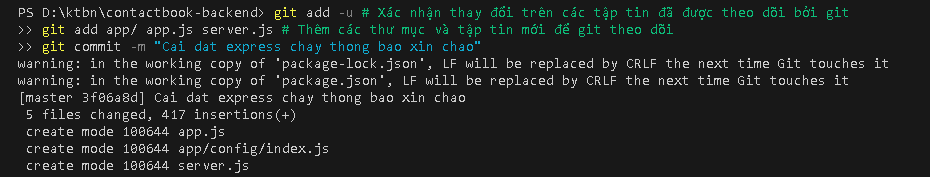 PS D:\ktbn\contactbook-backend> git add -u # Xác nhận thay đổi trên các tập tin đã được theo dõi bởi git
>> git add app/ app.js server.js # Thêm các thư mục và tập tin mới để git theo dõi
>> git commit -m "Cai dat express chay thong bao xin chao"
warning: in the working copy of 'package-lock.json', LF will be replaced by CRLF the next time Git touches it
warning: in the working copy of 'package.json', LF will be replaced by CRLF the next time Git touches it
[master 3f06a8d] Cai dat express chay thong bao xin chao
 5 files changed, 417 insertions(+)
 create mode 100644 app.js
 create mode 100644 app/config/index.js
 create mode 100644 server.js